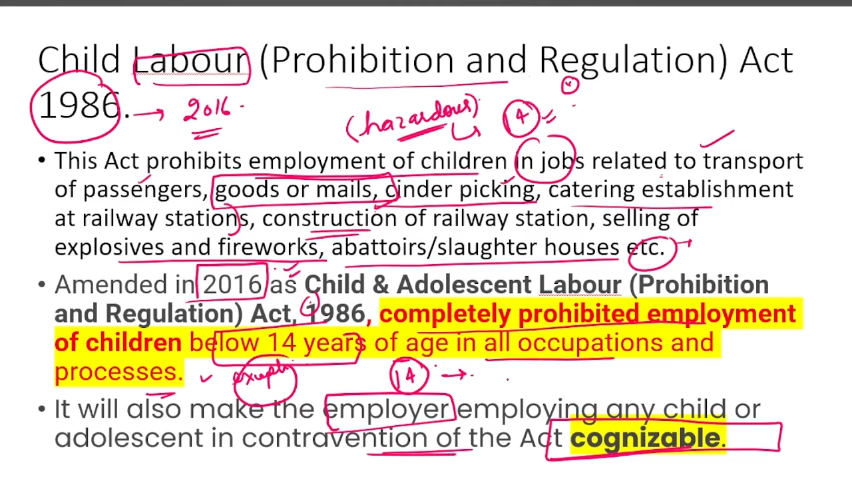 Child Labour (Prohibition and Regulation) Act
1986. → 2016.
(hazardous) 14
• This Act prohibits employment of children in jobs related to transport
of passengers, goods or mails, cinder picking, catering establishment
at railway stations, construction of railway station, selling of
explosives and fireworks, abattoirs/slaughter houses etc.
• Amended in 2016 as Child & Adolescent Labour (Prohibition
and Regulation) Act, 1986, completely prohibited employment
of children below 14 years of age in all occupations and
processes.
14 →
• It will also make the employer employing any child or
adolescent in contravention of the Act cognizable.